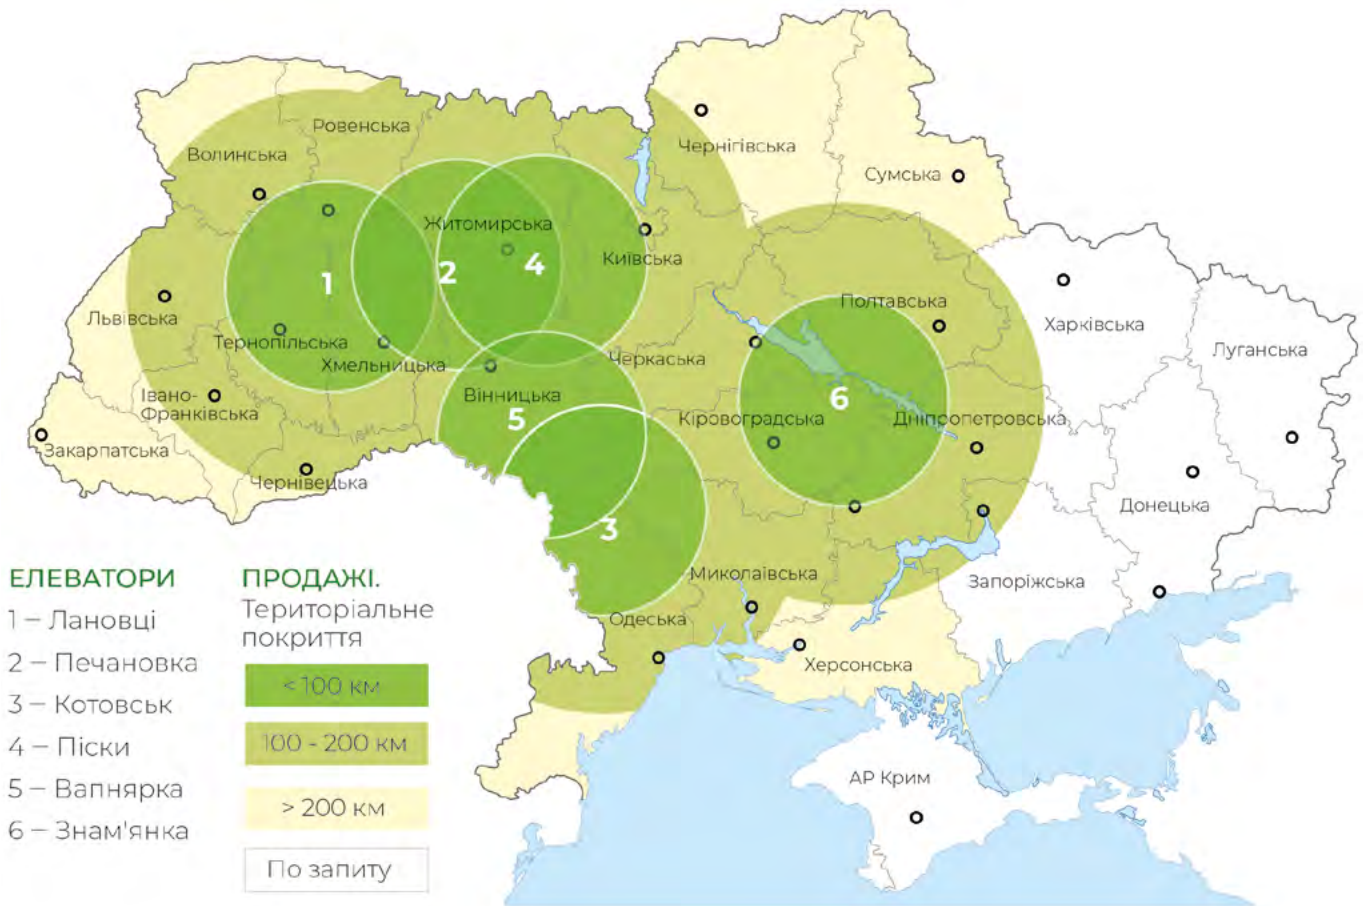 Ровенська
Волинська
Чернігівська
Сумська
Житомирська
Київська
1
2
4
Львівська
Тернопільська
Хмельницька
Полтавська
Харківська
Луганська
Черкаська
Івано-
Франківська
Вінницька
5
6
Кіровоградська
Дніпропетровська
Закарпатська
Чернівецька
Донецька
3
Миколаївська
Запоріжська
Одеська
Херсонська
АР Крим
ЕЛЕВАТОРИ
1 – Лановці
2 – Печановка
3 – Котовськ
4 – Піски
5 – Вапнярка
6 – Знам'янка
ПРОДАЖІ.
Територіальне
покриття
< 100 км
100 - 200 км
> 200 км
По запиту